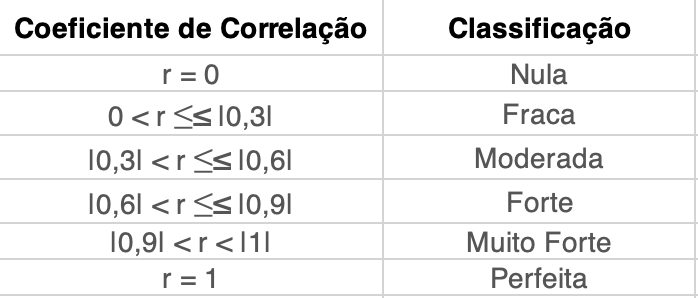 Coeficiente de Correlação Classificação
r = 0 Nula
0 < r ≤≤ |0,3| Fraca
|0,3| < r ≤≤ |0,6| Moderada
|0,6| < r ≤≤ |0,9| Forte
|0,9| < r < |1| Muito Forte
r = 1 Perfeita